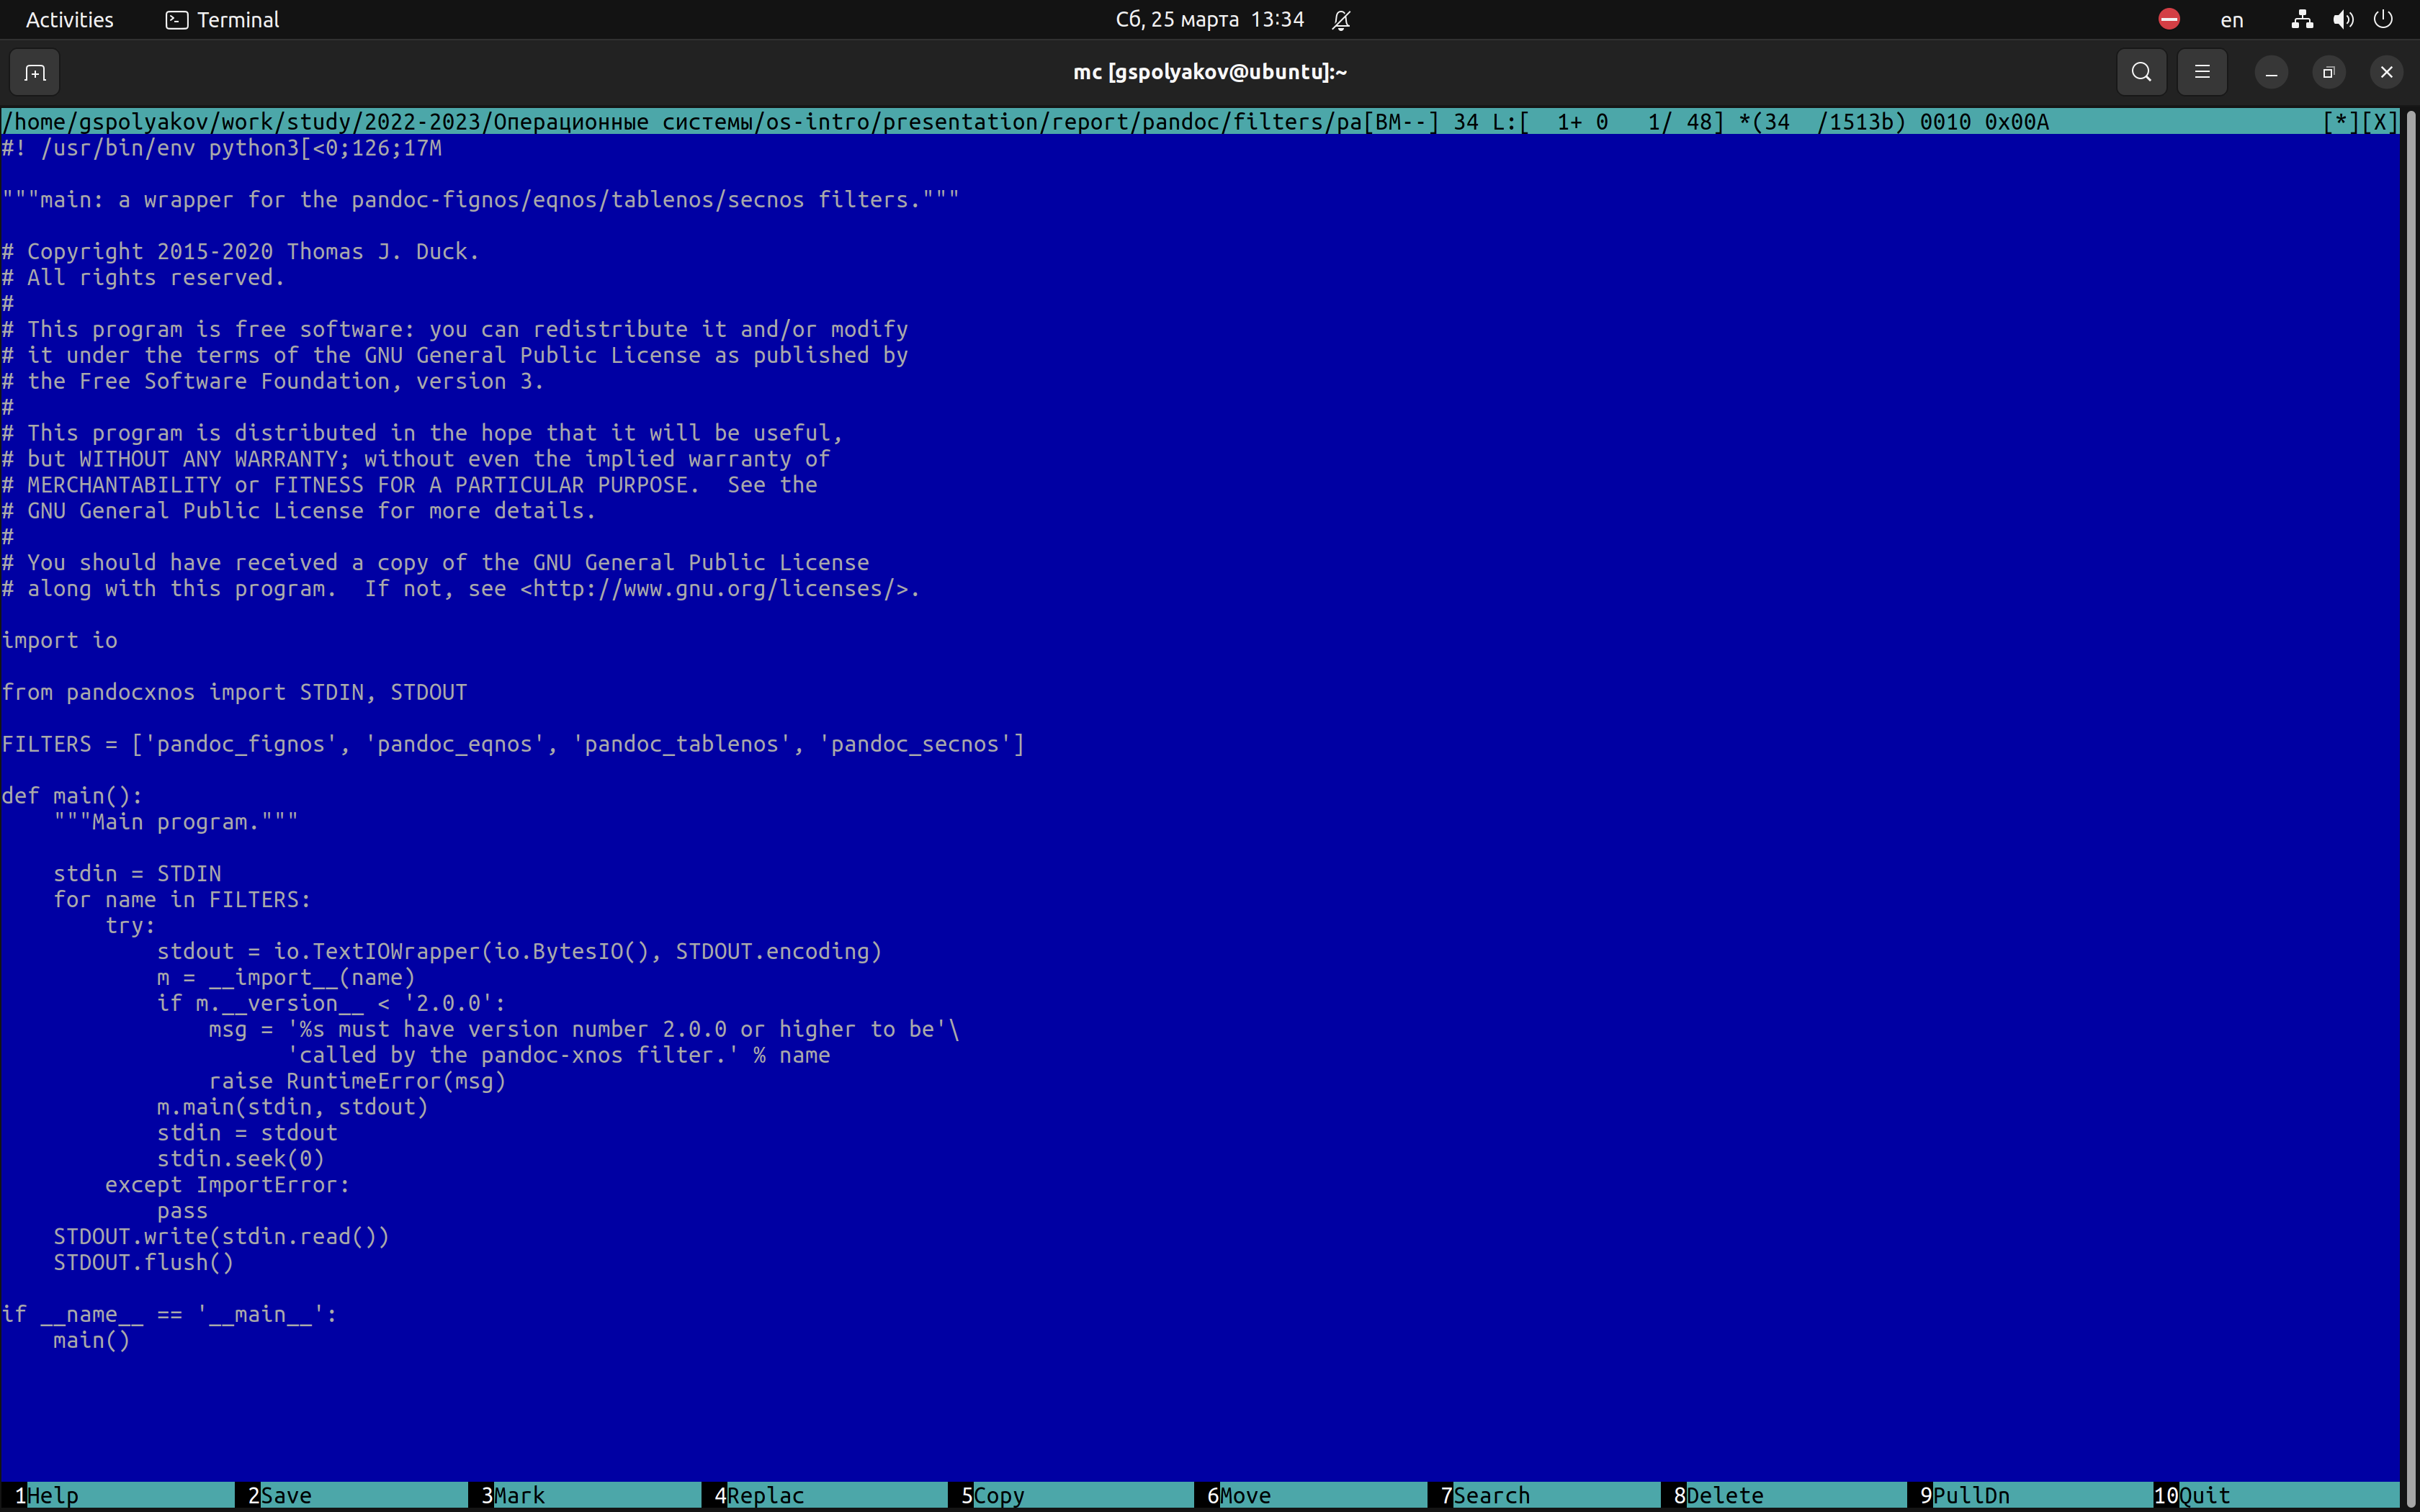 Activities Terminal Сб, 25 марта 13:34 en
mc [gspolyakov@ubuntu]:~
/home/gspolyakov/work/study/2022-2023/Операционные системы/os-intro/presentation/report/pandoc/filters/pa[BM--] 34 L:[  1+ 0   1/ 48] *(34  /1513b) 0010 0x00A [*][X]
#! /usr/bin/env python3[<0;126;17M
"""main: a wrapper for the pandoc-fignos/eqnos/tablenos/secnos filters."""
# Copyright 2015-2020 Thomas J. Duck.
# All rights reserved.
#
# This program is free software: you can redistribute it and/or modify
# it under the terms of the GNU General Public License as published by
# the Free Software Foundation, version 3.
#
# This program is distributed in the hope that it will be useful,
# but WITHOUT ANY WARRANTY; without even the implied warranty of
# MERCHANTABILITY or FITNESS FOR A PARTICULAR PURPOSE.  See the
# GNU General Public License for more details.
#
# You should have received a copy of the GNU General Public License
# along with this program.  If not, see <http://www.gnu.org/licenses/>.
import io
from pandocxnos import STDIN, STDOUT
FILTERS = ['pandoc_fignos', 'pandoc_eqnos', 'pandoc_tablenos', 'pandoc_secnos']
def main():
    """Main program."""
    stdin = STDIN
    for name in FILTERS:
        try:
            stdout = io.TextIOWrapper(io.BytesIO(), STDOUT.encoding)
            m = __import__(name)
            if m.__version__ < '2.0.0':
                msg = '%s must have version number 2.0.0 or higher to be'\
                      'called by the pandoc-xnos filter.' % name
                raise RuntimeError(msg)
            m.main(stdin, stdout)
            stdin = stdout
            stdin.seek(0)
        except ImportError:
            pass
    STDOUT.write(stdin.read())
    STDOUT.flush()
if __name__ == '__main__':
    main()
1Help 2Save 3Mark 4Replac 5Copy 6Move 7Search 8Delete 9PullDn 10Quit